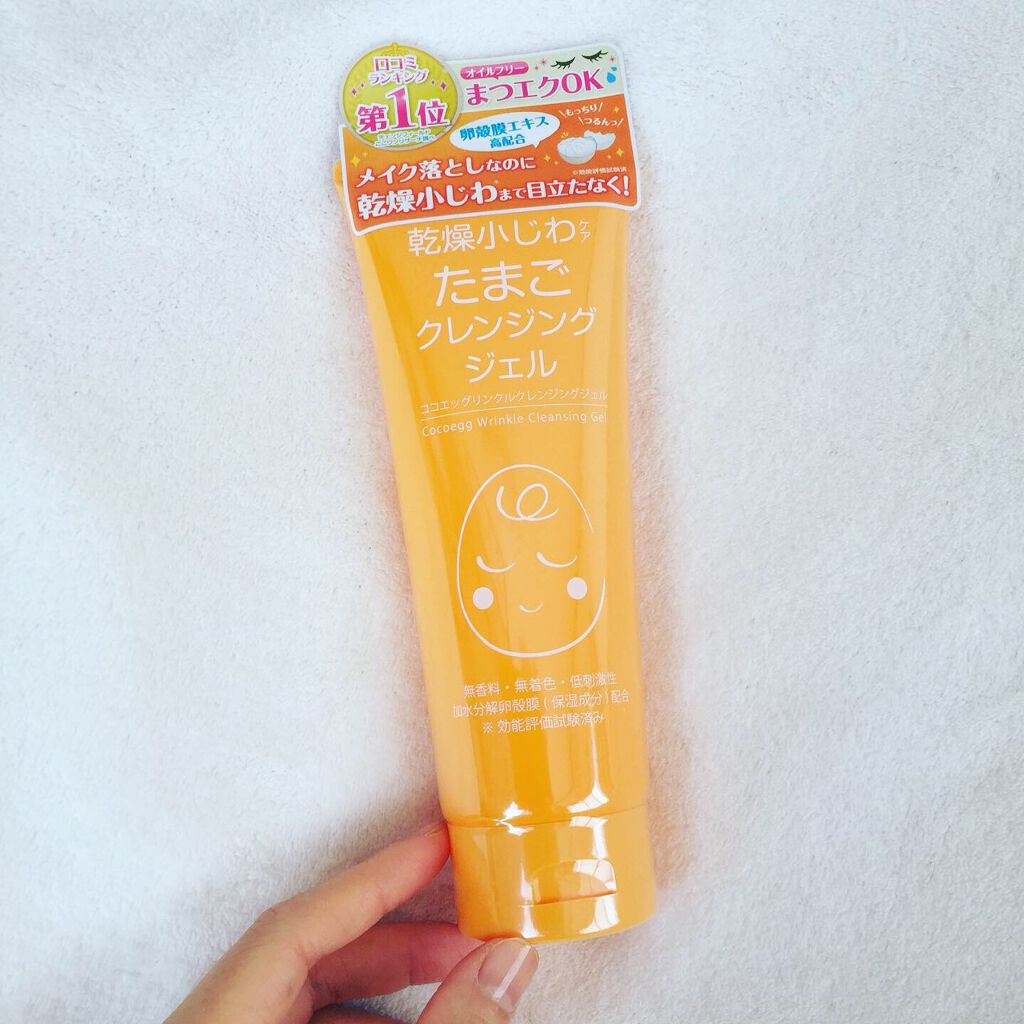 口コミ
ランキング
第1位
オイルフリー
まつエクOK
卵殻膜エキス
高配合
もっちり
つるんっ
メイク落としなのに
※効能評価試験済
乾燥小じわまで目立たなく!
乾燥小じわケア
たまご
クレンジング
ジェル
ココエッグリンクルクレンジングジェル
Cocoegg Wrinkle Cleansing Gel
無香料・無着色・低刺激性
加水分解卵殻膜(保湿成分)配合
※ 効能評価試験済み